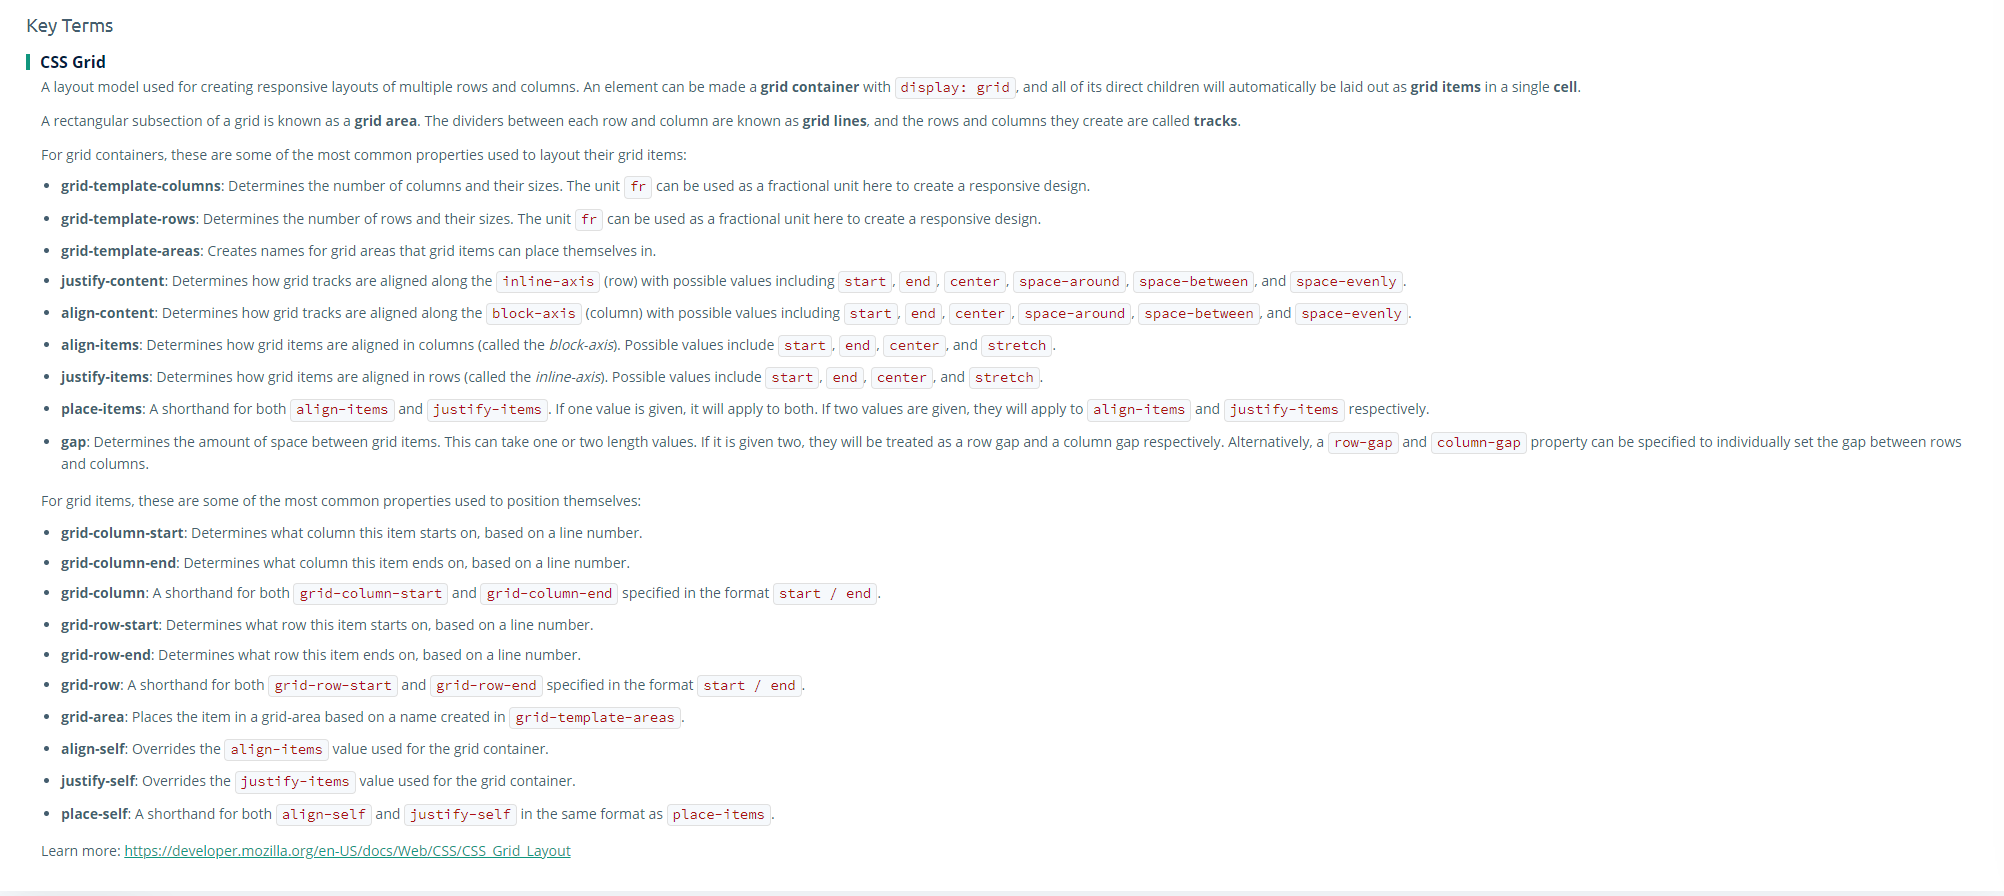 Key Terms
CSS Grid
A layout model used for creating responsive layouts of multiple rows and columns. An element can be made a grid container with display: grid, and all of its direct children will automatically be laid out as grid items in a single cell.
A rectangular subsection of a grid is known as a grid area. The dividers between each row and column are known as grid lines, and the rows and columns they create are called tracks.
For grid containers, these are some of the most common properties used to layout their grid items:
• grid-template-columns: Determines the number of columns and their sizes. The unit fr can be used as a fractional unit here to create a responsive design.
• grid-template-rows: Determines the number of rows and their sizes. The unit fr can be used as a fractional unit here to create a responsive design.
• grid-template-areas: Creates names for grid areas that grid items can place themselves in.
• justify-content: Determines how grid tracks are aligned along the inline-axis (row) with possible values including start, end, center, space-around, space-between, and space-evenly.
• align-content: Determines how grid tracks are aligned along the block-axis (column) with possible values including start, end, center, space-around, space-between, and space-evenly.
• align-items: Determines how grid items are aligned in columns (called the block-axis). Possible values include start, end, center, and stretch.
• justify-items: Determines how grid items are aligned in rows (called the inline-axis). Possible values include start, end, center, and stretch.
• place-items: A shorthand for both align-items and justify-items. If one value is given, it will apply to both. If two values are given, they will apply to align-items and justify-items respectively.
• gap: Determines the amount of space between grid items. This can take one or two length values. If it is given two, they will be treated as a row gap and a column gap respectively. Alternatively, a row-gap and column-gap property can be specified to individually set the gap between rows
and columns.
For grid items, these are some of the most common properties used to position themselves:
• grid-column-start: Determines what column this item starts on, based on a line number.
• grid-column-end: Determines what column this item ends on, based on a line number.
• grid-column: A shorthand for both grid-column-start and grid-column-end specified in the format start / end.
• grid-row-start: Determines what row this item starts on, based on a line number.
• grid-row-end: Determines what row this item ends on, based on a line number.
• grid-row: A shorthand for both grid-row-start and grid-row-end specified in the format start / end.
• grid-area: Places the item in a grid-area based on a name created in grid-template-areas.
• align-self: Overrides the align-items value used for the grid container.
• justify-self: Overrides the justify-items value used for the grid container.
• place-self: A shorthand for both align-self and justify-self in the same format as place-items.
Learn more: https://developer.mozilla.org/en-US/docs/Web/CSS/CSS_Grid_Layout